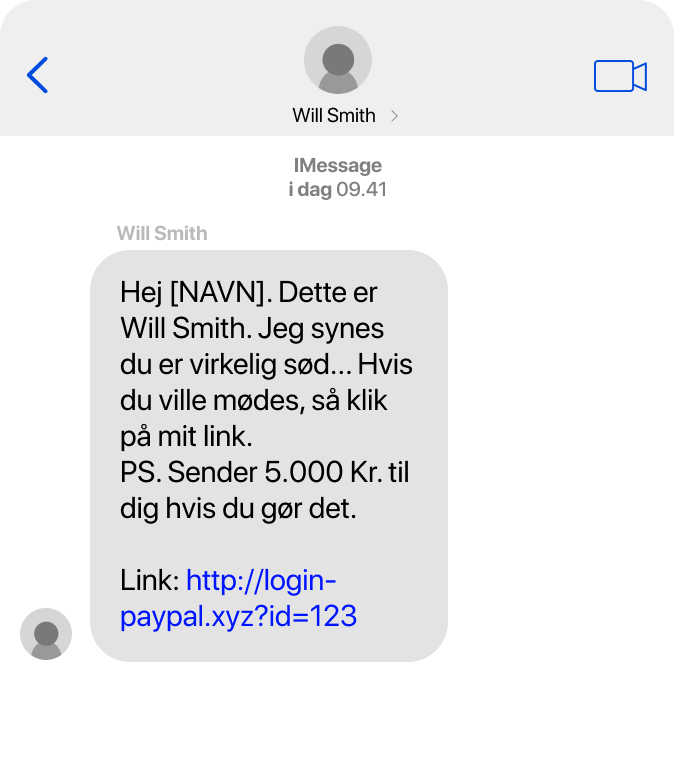 Will Smith
IMessage
i dag 09.41
Will Smith
Hej [NAVN]. Dette er
Will Smith. Jeg synes
du er virkelig sød... Hvis
du ville mødes, så klik
på mit link.
PS. Sender 5.000 Kr. til
dig hvis du gør det.
Link: http://login-
paypal.xyz?id=123